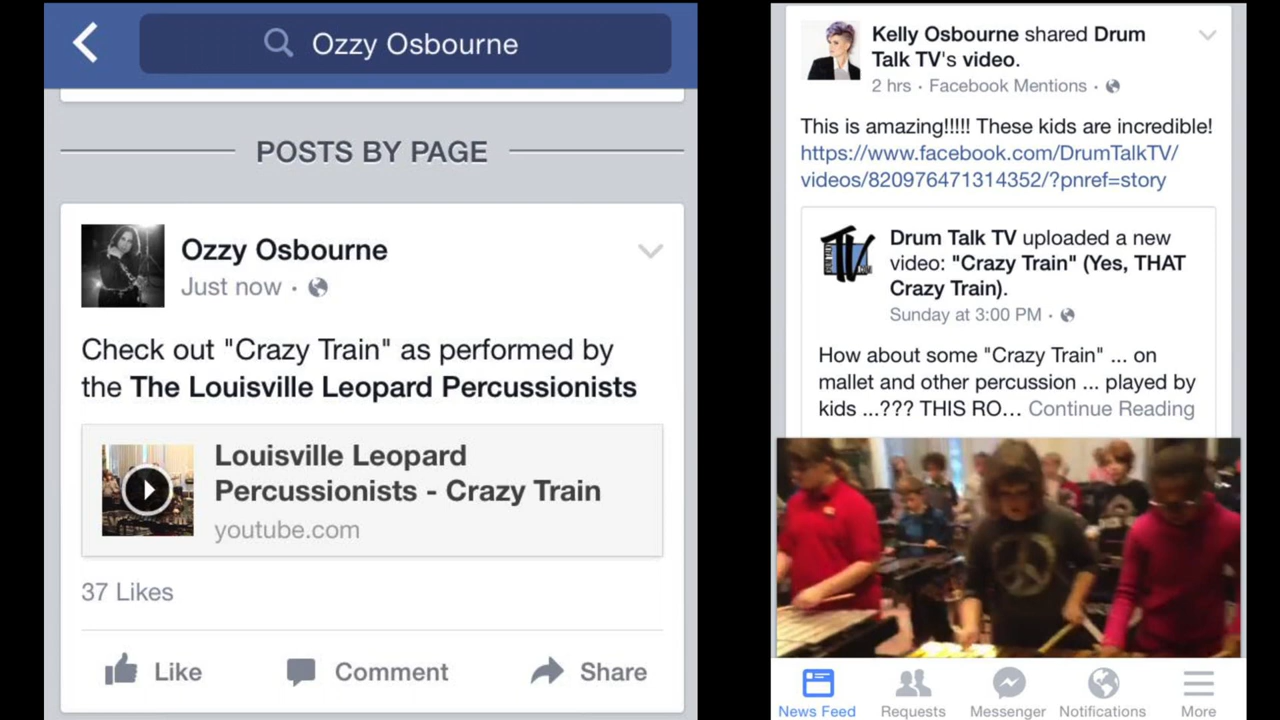 Ozzy Osbourne
POSTS BY PAGE
Ozzy Osbourne
Just now ·
Check out "Crazy Train" as performed by
the The Louisville Leopard Percussionists
Louisville Leopard
Percussionists - Crazy Train
youtube.com
37 Likes
Like Comment Share
Kelly Osbourne shared Drum
Talk TV's video.
2 hrs · Facebook Mentions ·
This is amazing!!!!! These kids are incredible!
https://www.facebook.com/DrumTalkTV/
videos/820976471314352/?pnref=story
TV
Drum Talk TV uploaded a new
video: "Crazy Train" (Yes, THAT
Crazy Train).
Sunday at 3:00 PM ·
How about some "Crazy Train" ... on
mallet and other percussion ... played by
kids ...??? THIS RO... Continue Reading
News Feed Requests Messenger Notifications More